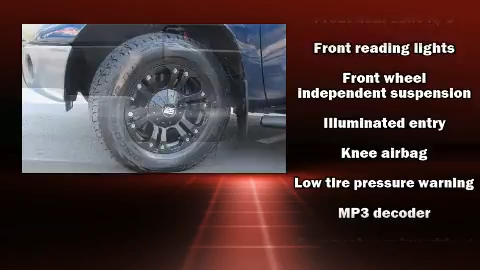 Front reading lights
Front wheel
independent suspension
Illuminated entry
Knee airbag
Low tire pressure warning
MP3 decoder